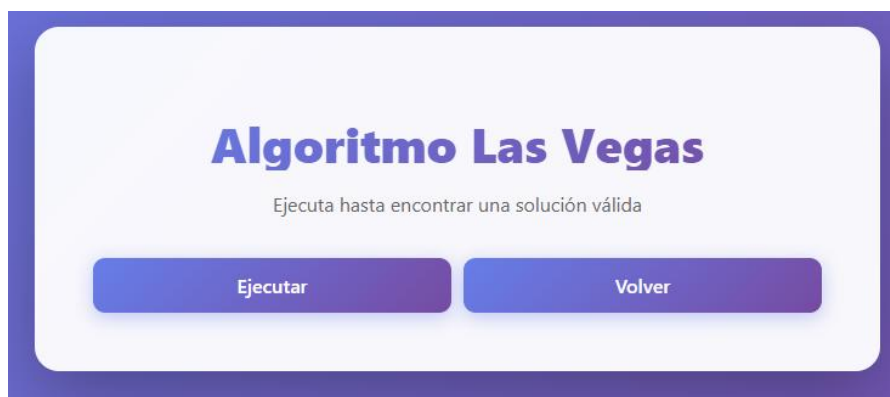 Algoritmo Las Vegas
Ejecuta hasta encontrar una solución válida
Ejecutar
Volver